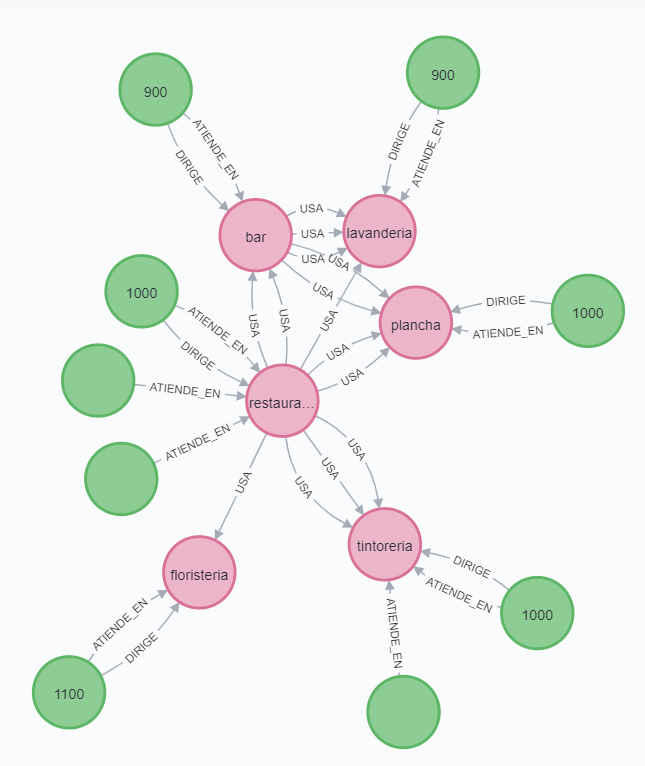 900
900
ATIENDE_EN
DIRIGE
DIRIGE
ATIENDE_EN
USA
bar
USA
lavanderia
USA
USA
USA
1000
DIRIGE
1000
ATIENDE_EN
USA
USA
USA
plancha
ATIENDE_EN
DIRIGE
USA
USA
ATIENDE_EN
restaura...
ATIENDE_EN
USA
USA
USA
USA
tintoreria
floristeria
DIRIGE
ATIENDE_EN
1000
ATIENDE_EN
ATIENDE_EN
DIRIGE
1100